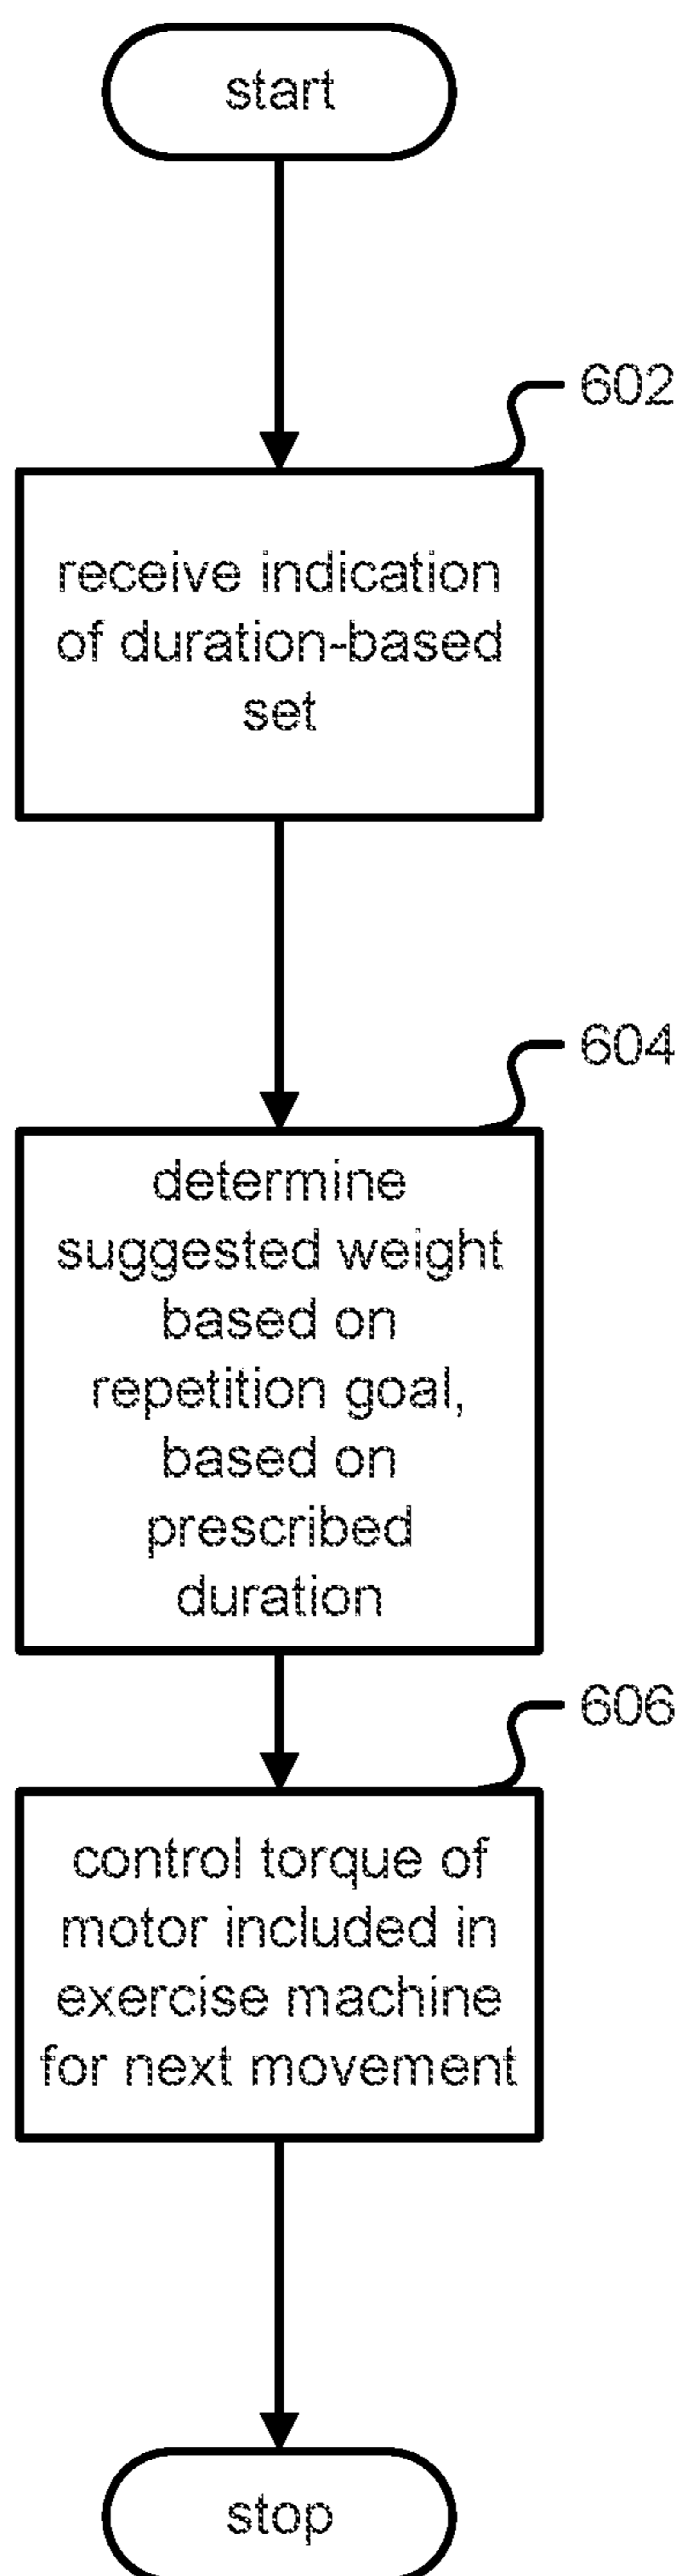 start
602
receive indication
of duration-based
set
604
determine
suggested weight
based on
repetition goal,
based on
prescribed
duration
606
control torque of
motor included in
exercise machine
for next movement
stop